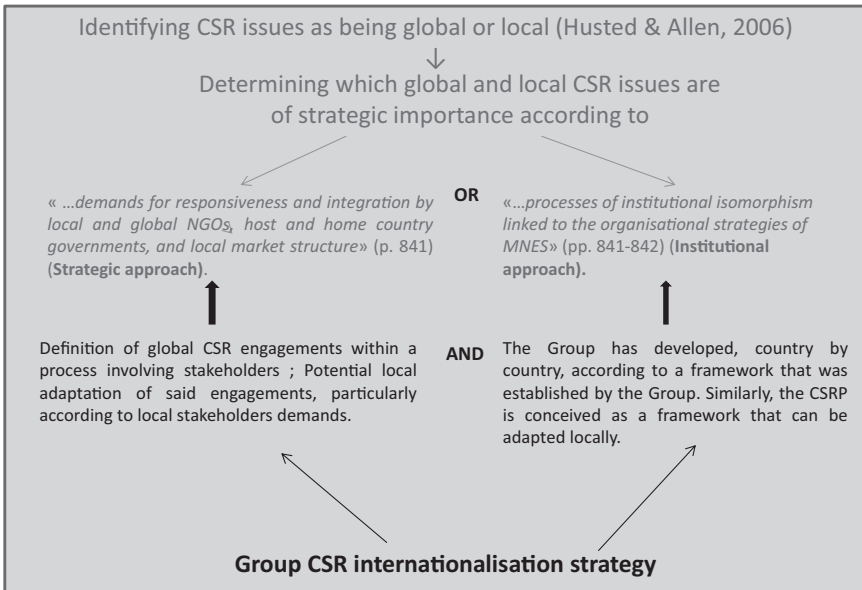 Identifying CSR issues as being global or local (Husted & Allen, 2006)
↓
Determining which global and local CSR issues are
of strategic importance according to
« …demands for responsiveness and integration by
local and global NGOs, host and home country
governments, and local market structure» (p. 841)
(Strategic approach).
OR
«…processes of institutional isomorphism
linked to the organisational strategies of
MNES» (pp. 841-842) (Institutional
approach).
Definition of global CSR engagements within a
process involving stakeholders ; Potential local
adaptation of said engagements, particularly
according to local stakeholders demands.
AND
The Group has developed, country by
country, according to a framework that was
established by the Group. Similarly, the CSRP
is conceived as a framework that can be
adapted locally.
Group CSR internationalisation strategy